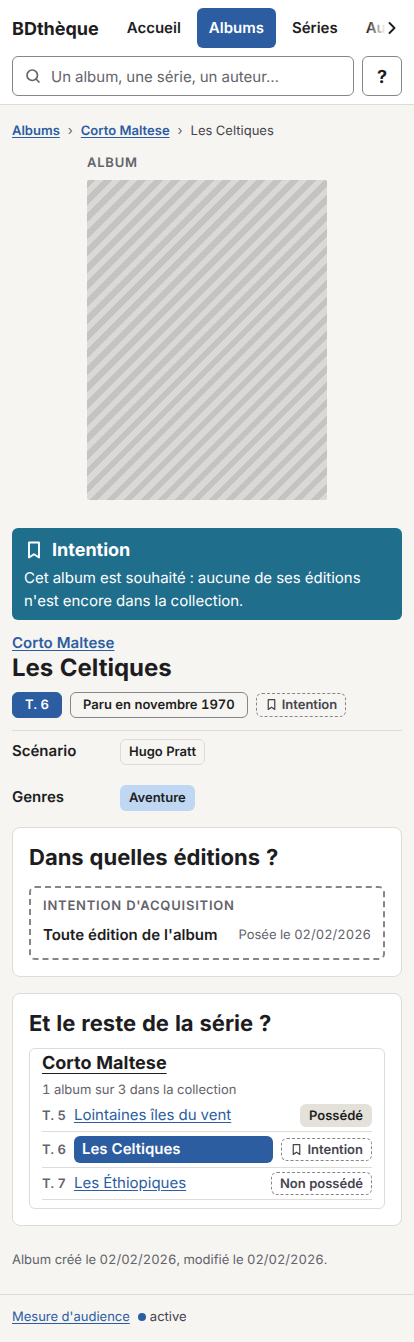 BDthèque Accueil Albums Séries Au
Un album, une série, un auteur... ?
Albums › Corto Maltese › Les Celtiques
ALBUM
Intention
Cet album est souhaité : aucune de ses éditions
n'est encore dans la collection.
Corto Maltese
Les Celtiques
T. 6 Paru en novembre 1970 Intention
Scénario Hugo Pratt
Genres Aventure
Dans quelles éditions ?
INTENTION D'ACQUISITION
Toute édition de l'album Posée le 02/02/2026
Et le reste de la série ?
Corto Maltese
1 album sur 3 dans la collection
T. 5 Lointaines îles du vent Possédé
T. 6 Les Celtiques Intention
T. 7 Les Éthiopiques Non possédé
Album créé le 02/02/2026, modifié le 02/02/2026.
Mesure d'audience active